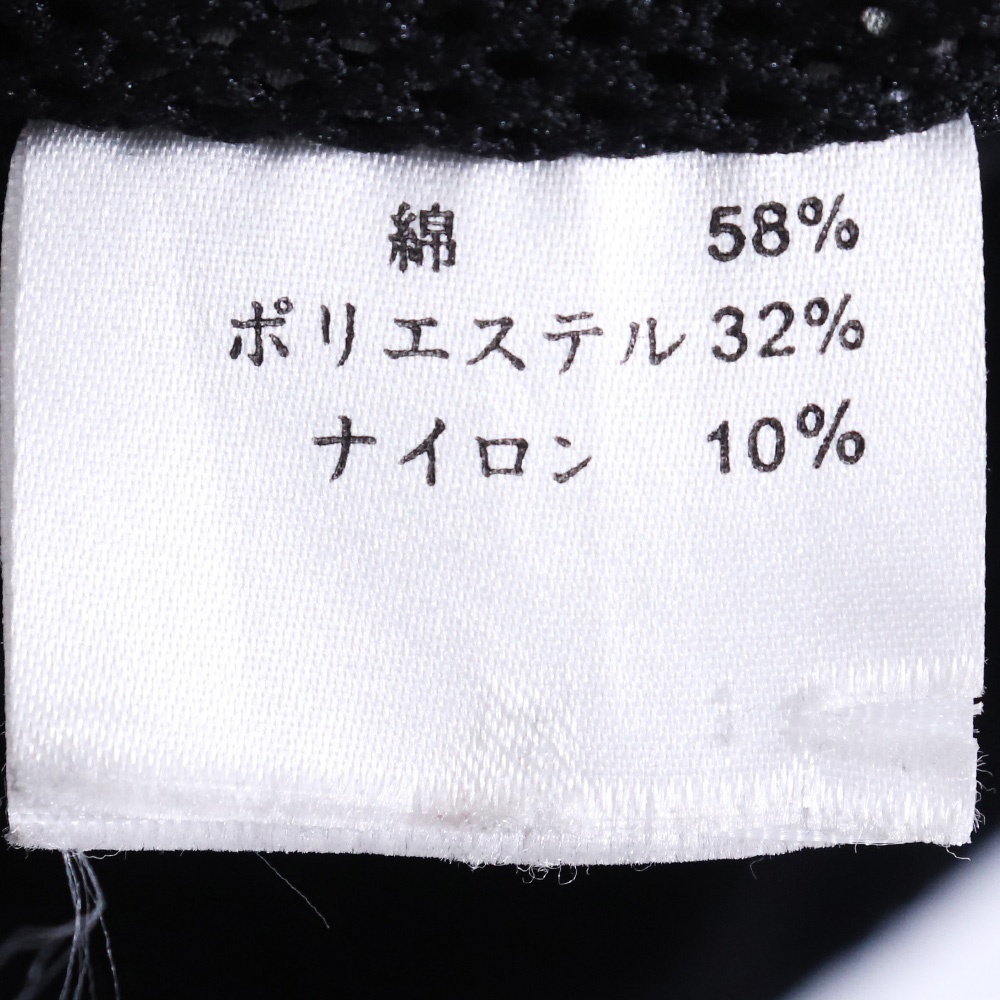 綿 58%
ポリエステル 32%
ナイロン 10%